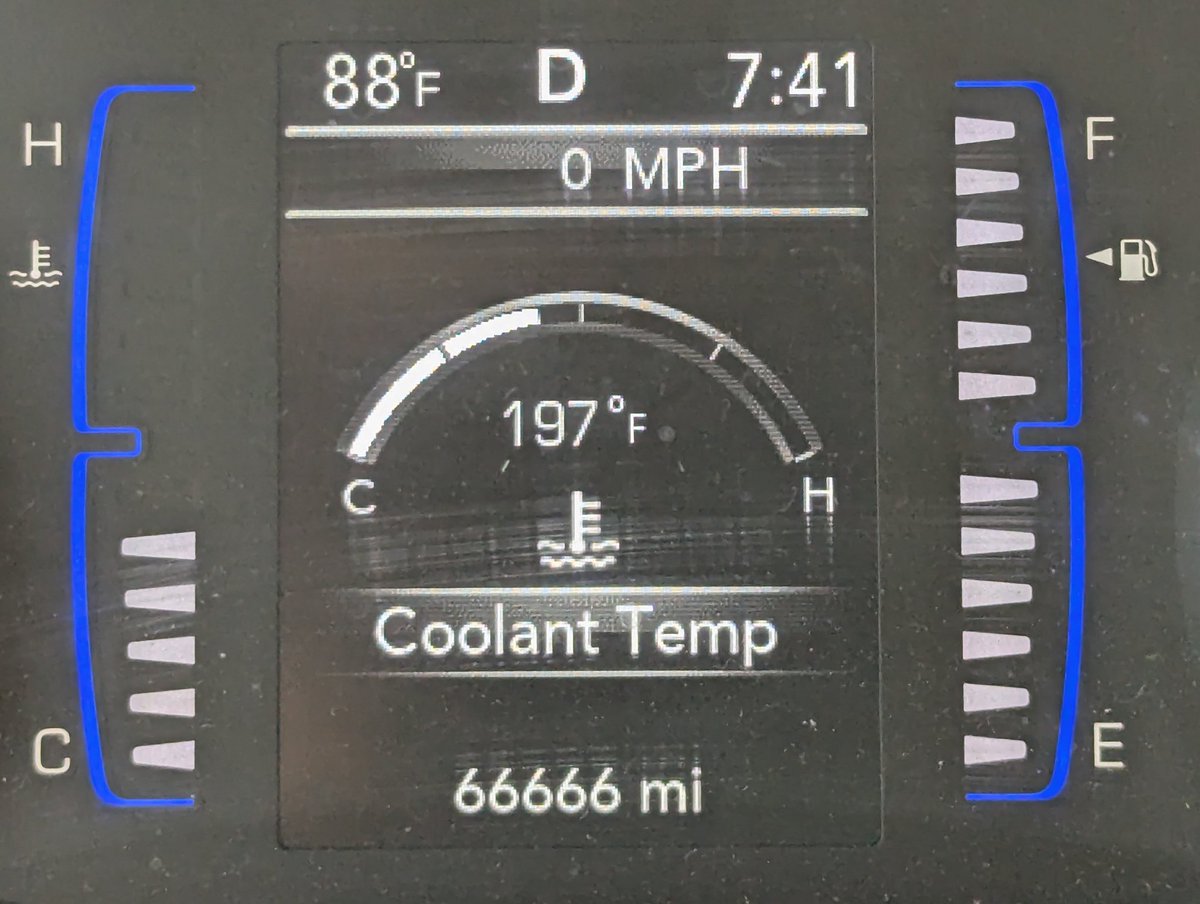 88°F D 7:41
0 MPH
H F
197°F
C H
Coolant Temp
C E
66666 mi